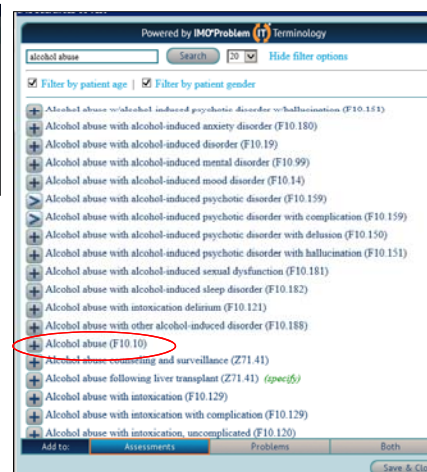 Powered by IMO®Problem (IT) Terminology
alcohol abuse Search 20 Hide filter options
Filter by patient age | Filter by patient gender
Alcohol abuse w/alcohol induced psychotic disorder w/hallucination (F10.151)
Alcohol abuse with alcohol-induced anxiety disorder (F10.180)
Alcohol abuse with alcohol-induced disorder (F10.19)
Alcohol abuse with alcohol-induced mental disorder (F10.99)
Alcohol abuse with alcohol-induced mood disorder (F10.14)
Alcohol abuse with alcohol-induced psychotic disorder (F10.159)
Alcohol abuse with alcohol-induced psychotic disorder with complication (F10.159)
Alcohol abuse with alcohol-induced psychotic disorder with delusion (F10.150)
Alcohol abuse with alcohol-induced psychotic disorder with hallucination (F10.151)
Alcohol abuse with alcohol-induced sexual dysfunction (F10.181)
Alcohol abuse with alcohol-induced sleep disorder (F10.182)
Alcohol abuse with intoxication delirium (F10.121)
Alcohol abuse with other alcohol-induced disorder (F10.188)
Alcohol abuse (F10.10)
Alcohol abuse counseling and surveillance (Z71.41)
Alcohol abuse following liver transplant (Z71.41) (specify)
Alcohol abuse with intoxication (F10.129)
Alcohol abuse with intoxication with complication (F10.129)
Alcohol abuse with intoxication, uncomplicated (F10.120)
Add to: Assessments Problems Both
Save & Clo